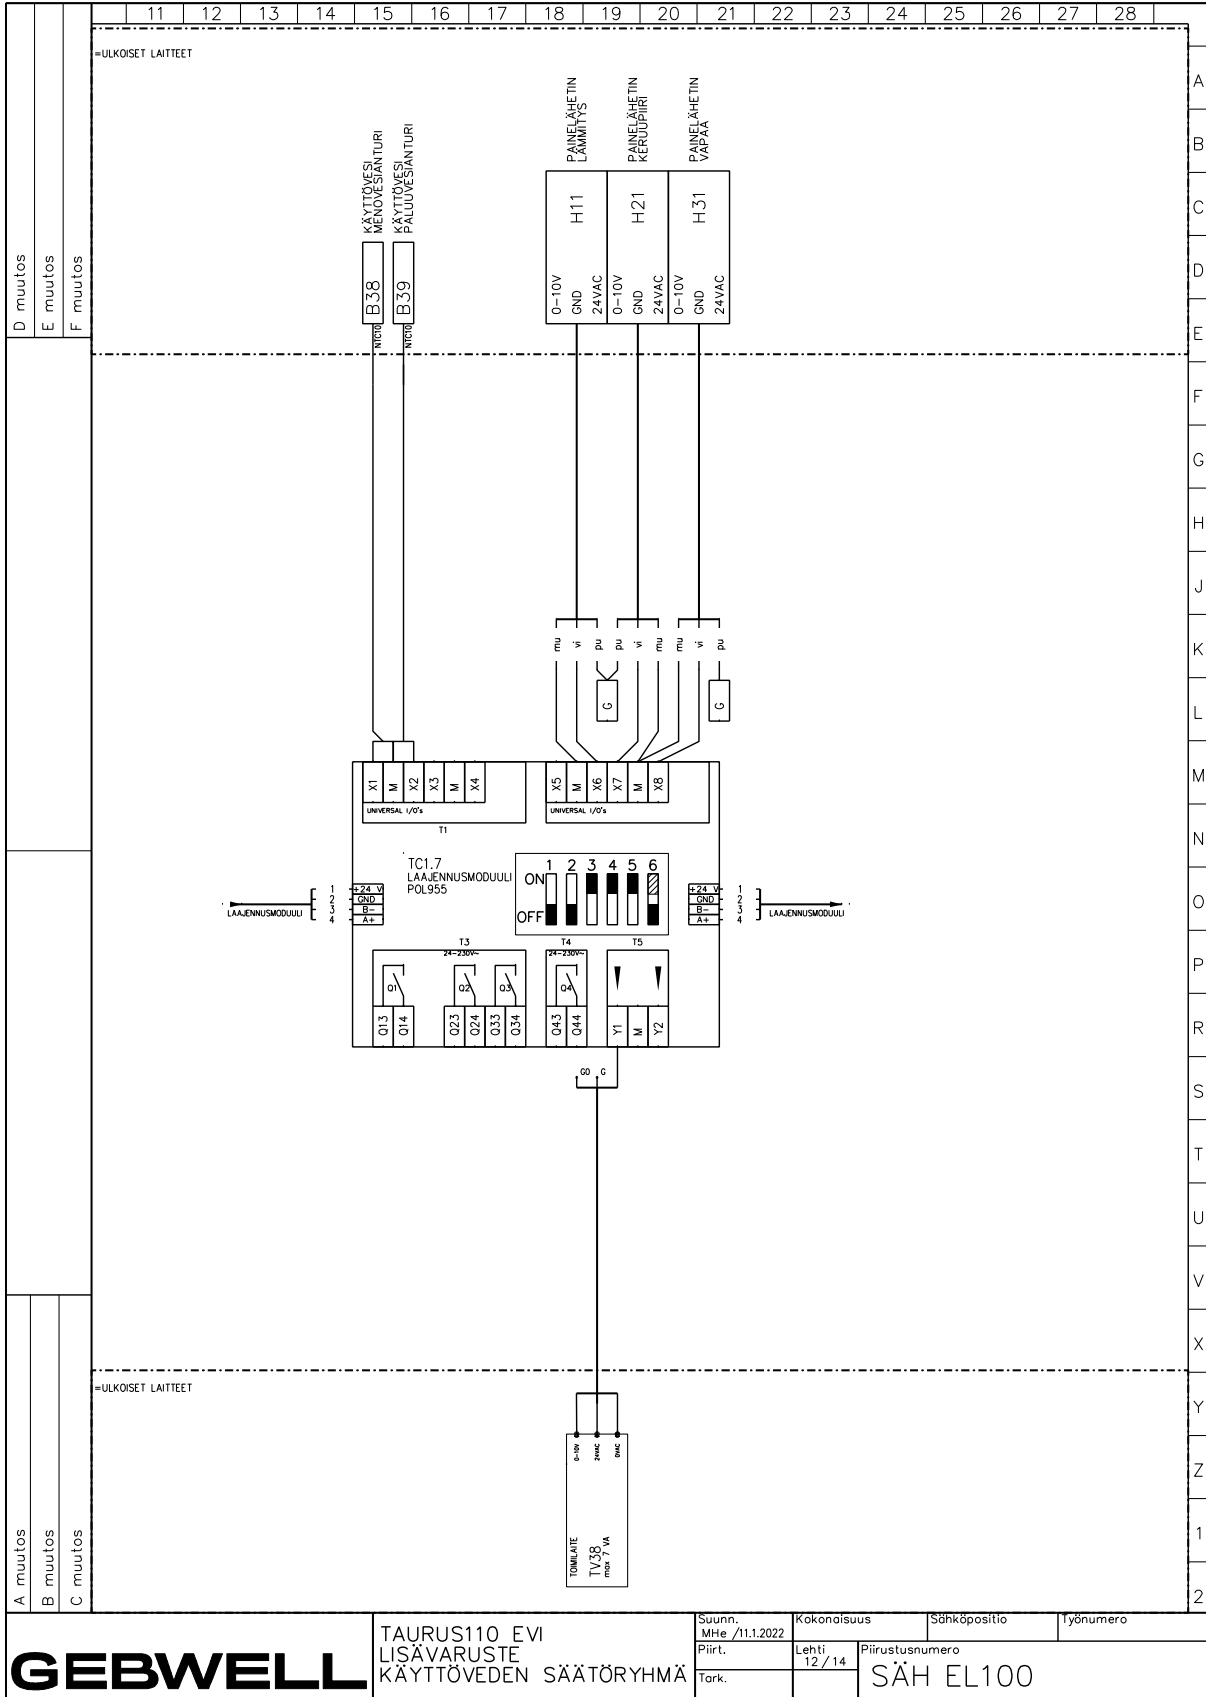 11 12 13 14 15 16 17 18 19 20 21 22 23 24 25 26 27 28
=ULKOISET LAITTEET
A
B
C
D
E
F
G
H
J
K
L
M
N
O
P
R
S
T
U
V
X
Y
Z
1
2
D muutos
E muutos
F muutos
KÄYTTÖVESI
MENOVESIANTURI
KÄYTTÖVESI
PALUUVESIANTURI
B38
B39
NTC10
NTC10
PAINELÄHETIN
LÄMMITYS
PAINELÄHETIN
KERUUPIIRI
PAINELÄHETIN
VAPAA
H11
H21
H31
0-10V
GND
24VAC
0-10V
GND
24VAC
0-10V
GND
24VAC
mu vi pu pu vi mu mu vi pu
G
G
X1 M X2 X3 M X4
UNIVERSAL I/O's
T1
X5 M X6 X7 M X8
UNIVERSAL I/O's
TC1.7
LAAJENNUSMODUULI
POL955
1 2 3 4 5 6
ON
OFF
LAAJENNUSMODUULI
1 +24 V
2 GND
3 B-
4 A+
+24 V 1
GND 2
B- 3
A+ 4
LAAJENNUSMODUULI
T3
24-230V~
T4
24-230V~
T5
Q1 Q2 Q3 Q4
Q13 Q14 Q23 Q24 Q33 Q34 Q43 Q44 Y1 M Y2
G0 G
=ULKOISET LAITTEET
0-10V
24VAC
0VAC
TOIMILAITE
TV38
max 7 VA
A muutos
B muutos
C muutos
GEBWELL
TAURUS110 EVI
LISÄVARUSTE
KÄYTTÖVEDEN SÄÄTÖRYHMÄ
Suunn.
MHe /11.1.2022
Piirt.
Tark.
Kokonaisuus
Sähköpositio
Työnumero
Lehti
12/14
Piirustusnumero
SÄH EL100